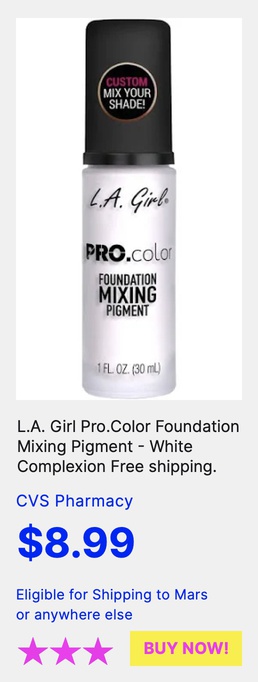 CUSTOM
MIX YOUR
SHADE!
L.A. Girl®
PRO.color
FOUNDATION
MIXING
PIGMENT
1 FL. OZ. (30 mL)
L.A. Girl Pro.Color Foundation
Mixing Pigment - White
Complexion Free shipping.
CVS Pharmacy
$8.99
Eligible for Shipping to Mars
or anywhere else
BUY NOW!